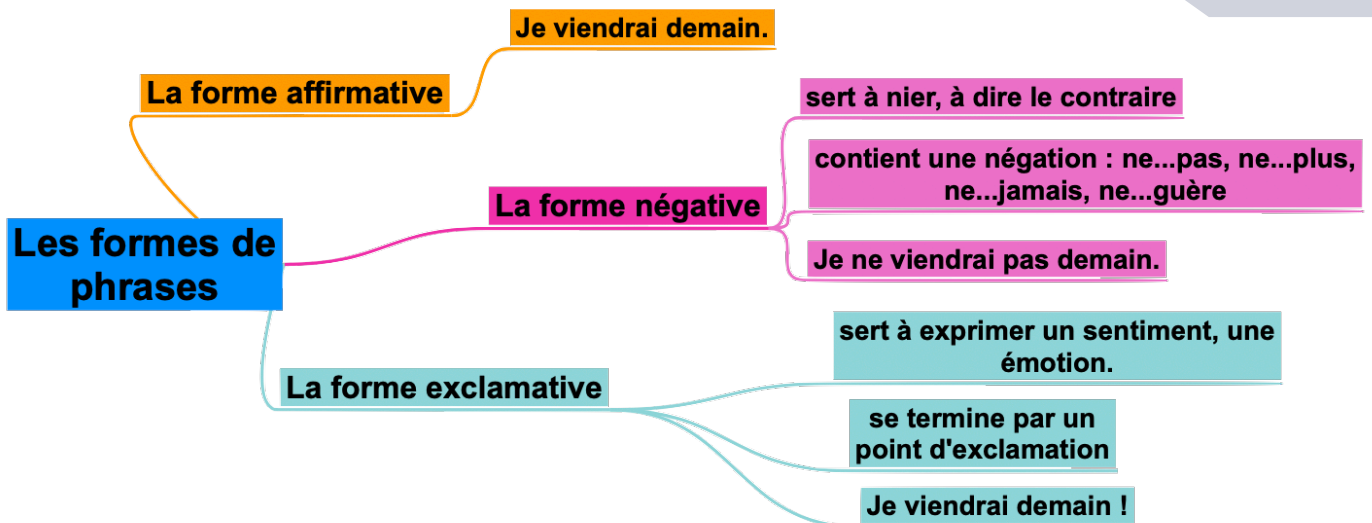 Je viendrai demain.
La forme affirmative
sert à nier, à dire le contraire
contient une négation : ne...pas, ne...plus,
ne...jamais, ne...guère
La forme négative
Je ne viendrai pas demain.
Les formes de
phrases
sert à exprimer un sentiment, une
émotion.
La forme exclamative
se termine par un
point d'exclamation
Je viendrai demain !